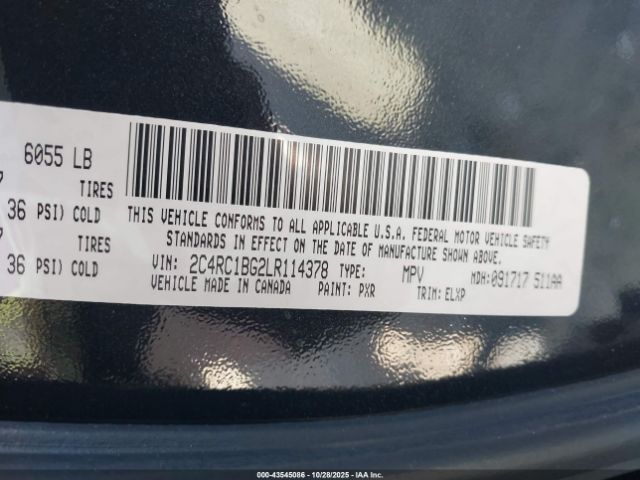 6055 LB
TIRES
36 PSI) COLD
TIRES
36 PSI) COLD
THIS VEHICLE CONFORMS TO ALL APPLICABLE U.S.A. FEDERAL MOTOR VEHICLE SAFETY
STANDARDS IN EFFECT ON THE DATE OF MANUFACTURE SHOWN ABOVE.
VIN: 2C4RC1BG2LR114378 TYPE: MPV MDH:091717 511AA
VEHICLE MADE IN CANADA PAINT: PXR TRIM: ELXP
000-43545086 | 10/28/2025 - IAA